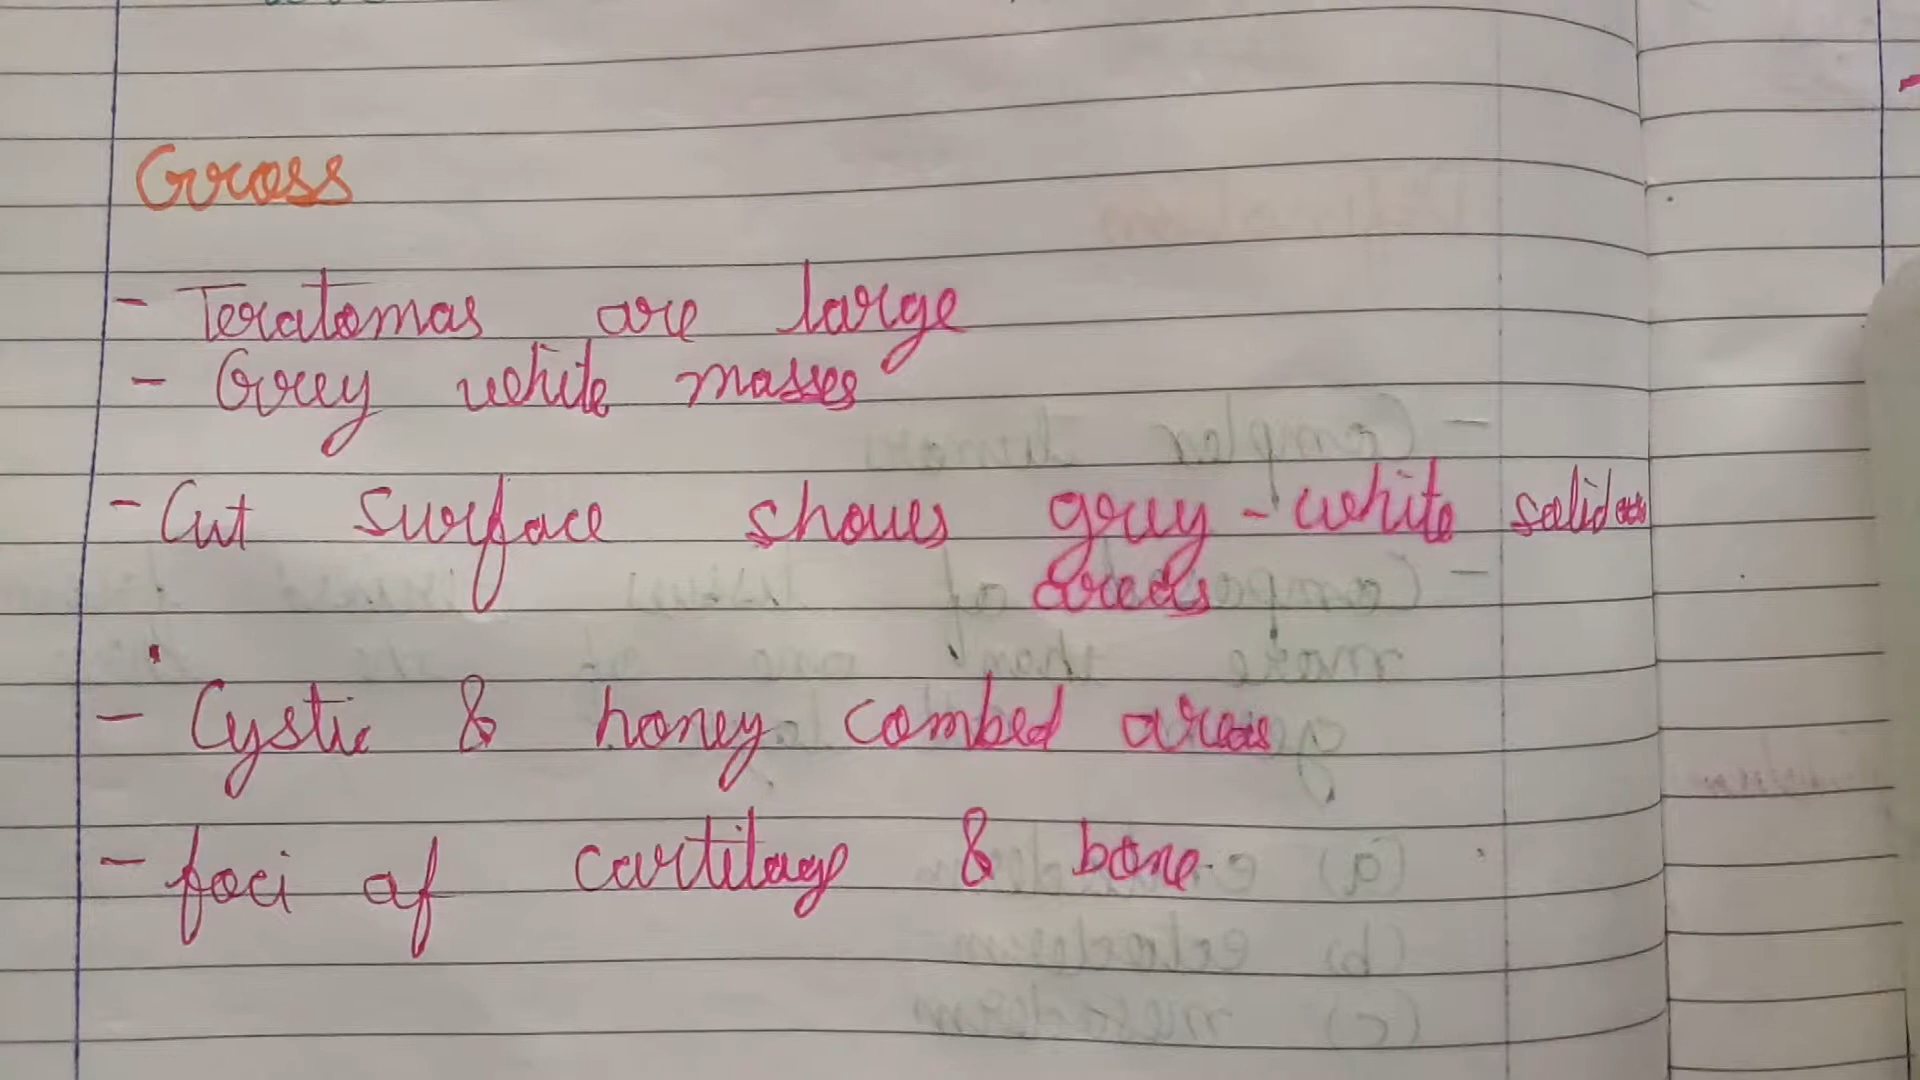 Gross
- Teratomas are large
- Grey white masses
- Cut surface shows grey-white solid
areas
- Cystic & honey combed areas
- foci of cartilage & bone.